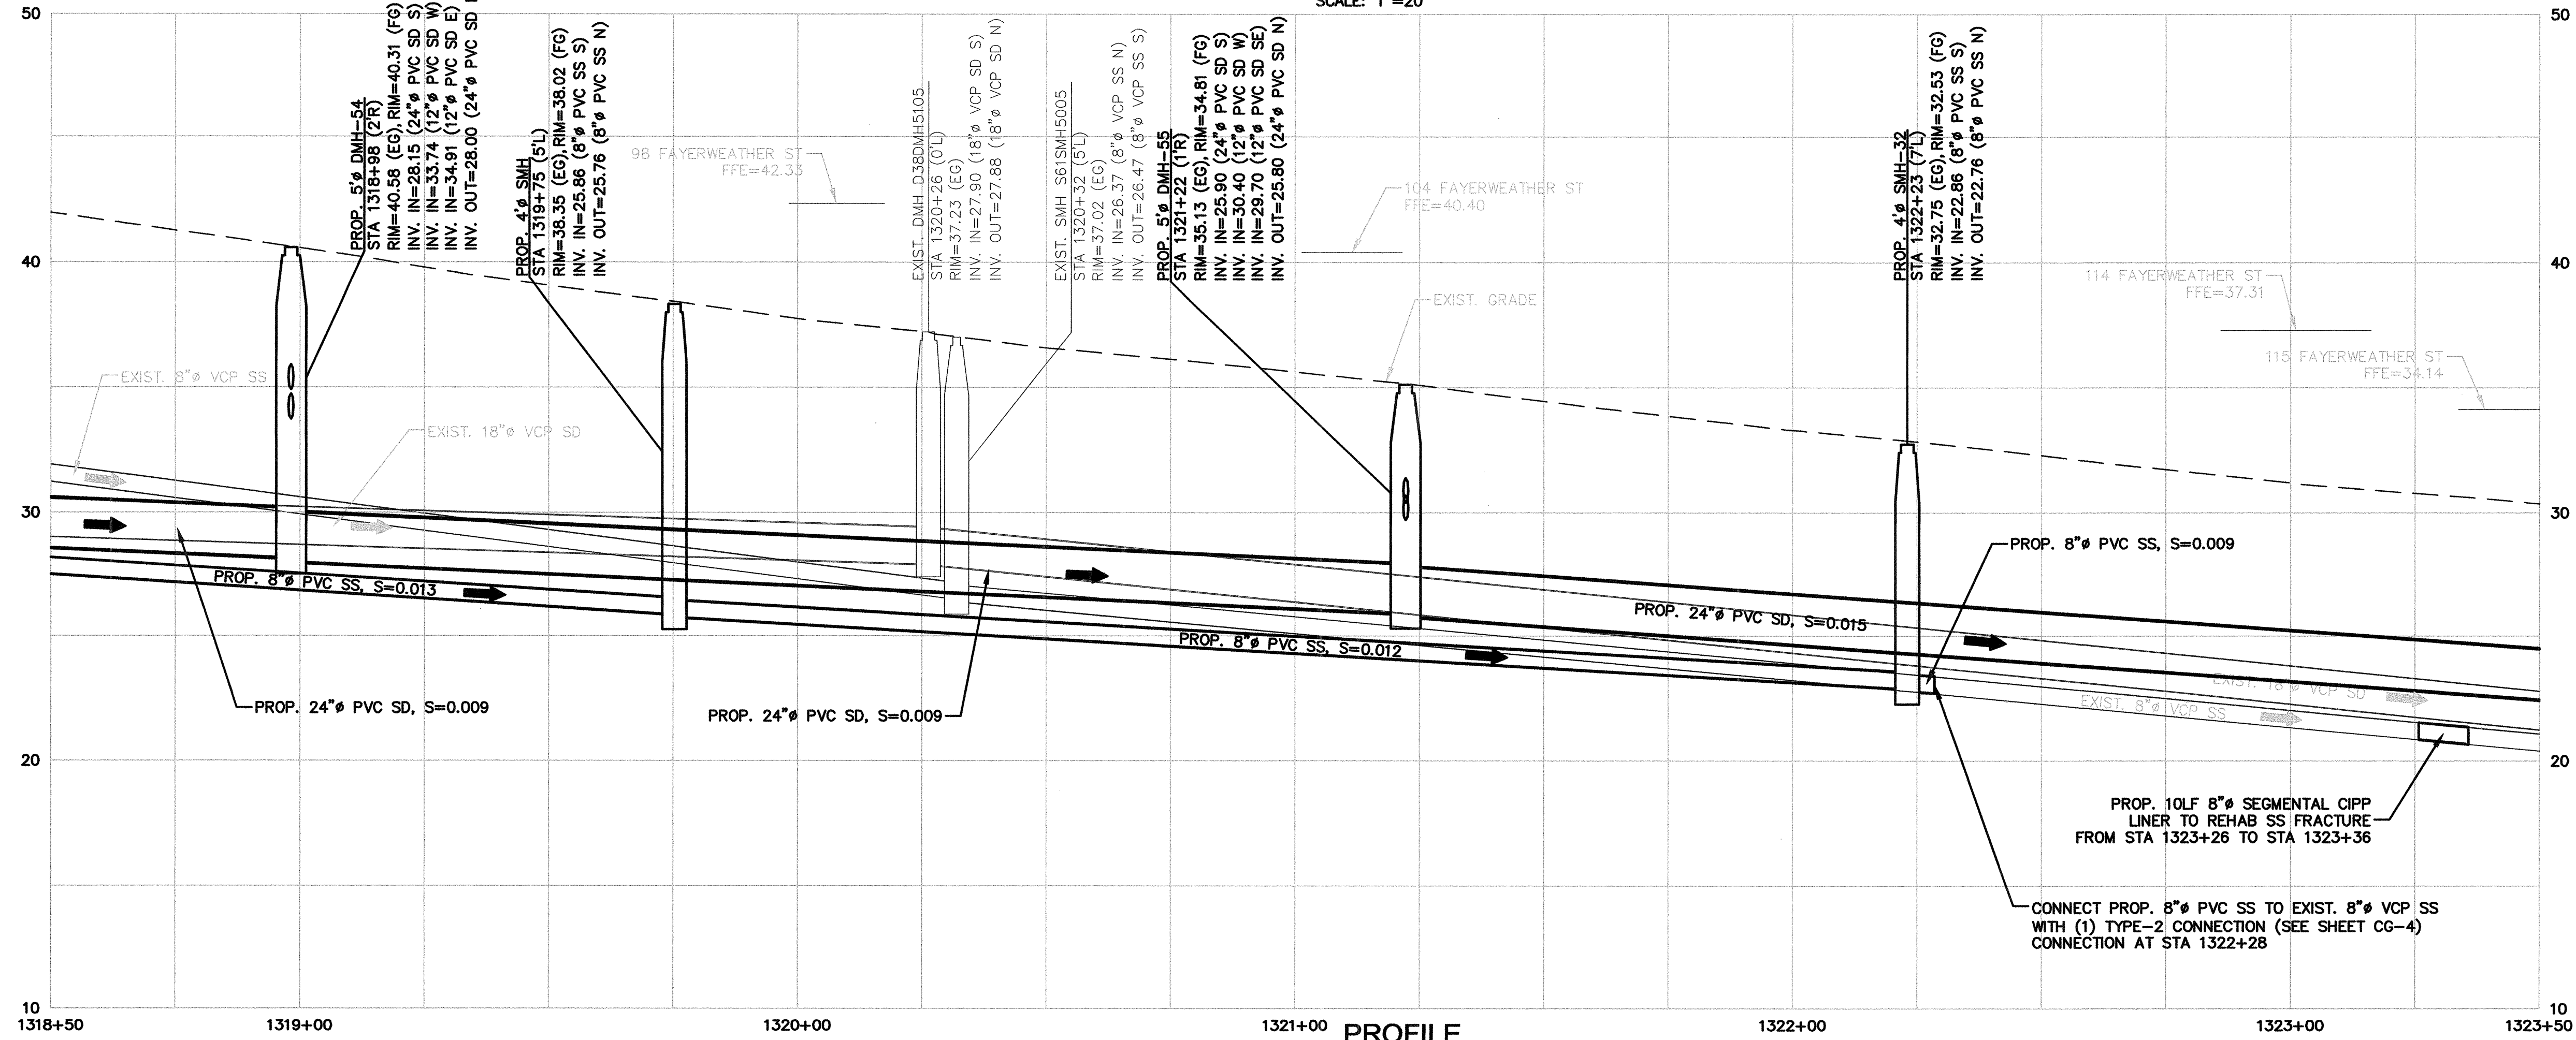 SCALE: 1"=20'
50
50
40
40
30
30
20
20
10
10
PROP. 5'ø DMH-54
STA 1318+98 (2'R)
RIM=40.58 (EG), RIM=40.31 (FG)
INV. IN=28.15 (24"ø PVC SD S)
INV. IN=33.74 (12"ø PVC SD W)
INV. IN=34.91 (12"ø PVC SD E)
INV. OUT=28.00 (24"ø PVC SD
PROP. 4'ø SMH
STA 1319+75 (5'L)
RIM=38.35 (EG), RIM=38.02 (FG)
INV. IN=25.86 (8"ø PVC SS S)
INV. OUT=25.76 (8"ø PVC SS N)
98 FAYERWEATHER ST
FFE=42.33
EXIST. DMH D38DMH5105
STA 1320+26 (0'L)
RIM=37.23 (EG)
INV. IN=27.90 (18"ø VCP SD S)
INV. OUT=27.88 (18"ø VCP SD N)
EXIST. SMH S61SMH5005
STA 1320+32 (5'L)
RIM=37.02 (EG)
INV. IN=26.37 (8"ø VCP SS N)
INV. OUT=26.47 (8"ø VCP SS S)
PROP. 5'ø DMH-55
STA 1321+22 (1'R)
RIM=35.13 (EG), RIM=34.81 (FG)
INV. IN=25.90 (24"ø PVC SD S)
INV. IN=30.40 (12"ø PVC SD W)
INV. IN=29.70 (12"ø PVC SD SE)
INV. OUT=25.80 (24"ø PVC SD N)
104 FAYERWEATHER ST
FFE=40.40
EXIST. GRADE
PROP. 4'ø SMH-32
STA 1322+23 (7'L)
RIM=32.75 (EG), RIM=32.53 (FG)
INV. IN=22.86 (8"ø PVC SS S)
INV. OUT=22.76 (8"ø PVC SS N)
114 FAYERWEATHER ST
FFE=37.31
115 FAYERWEATHER ST
FFE=34.14
EXIST. 8"ø VCP SS
EXIST. 18"ø VCP SD
PROP. 8"ø PVC SS, S=0.013
PROP. 24"ø PVC SD, S=0.009
PROP. 24"ø PVC SD, S=0.009
PROP. 8"ø PVC SS, S=0.012
PROP. 24"ø PVC SD, S=0.015
PROP. 8"ø PVC SS, S=0.009
EXIST. 18"ø VCP SD
EXIST. 8"ø VCP SS
PROP. 10LF 8"ø SEGMENTAL CIPP
LINER TO REHAB SS FRACTURE
FROM STA 1323+26 TO STA 1323+36
CONNECT PROP. 8"ø PVC SS TO EXIST. 8"ø VCP SS
WITH (1) TYPE-2 CONNECTION (SEE SHEET CG-4)
CONNECTION AT STA 1322+28
1318+50
1319+00
1320+00
1321+00
1322+00
1323+00
1323+50
PROFILE